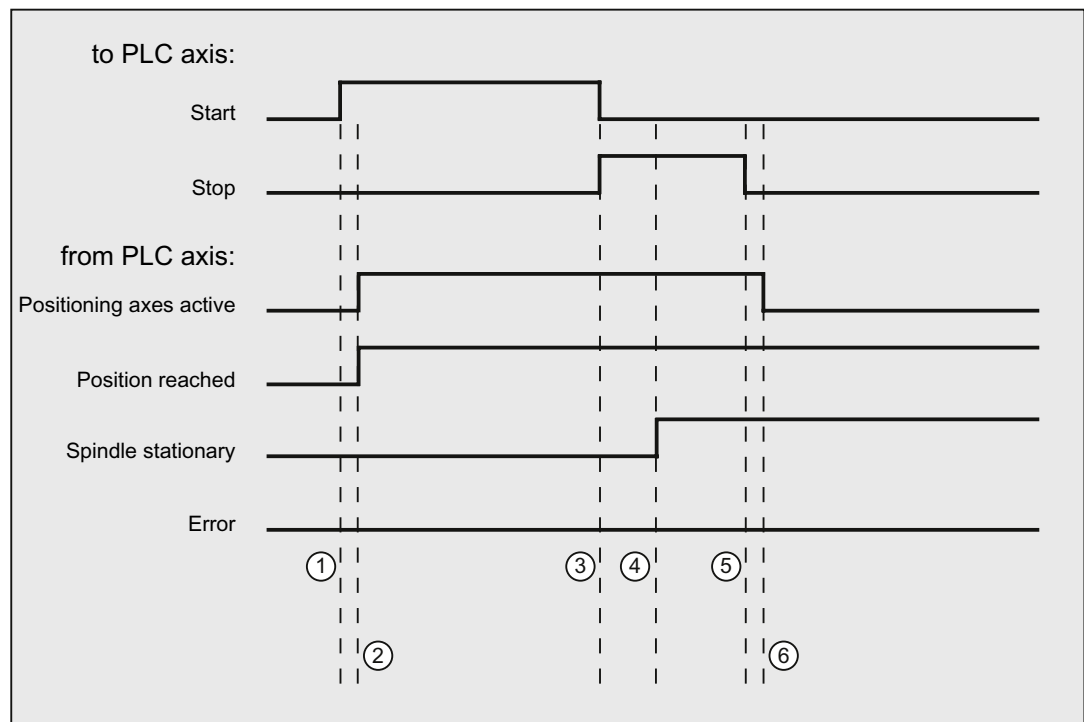 to PLC axis:
Start
Stop
from PLC axis:
Positioning axes active
Position reached
Spindle stationary
Error
1 3 4 5
2 6